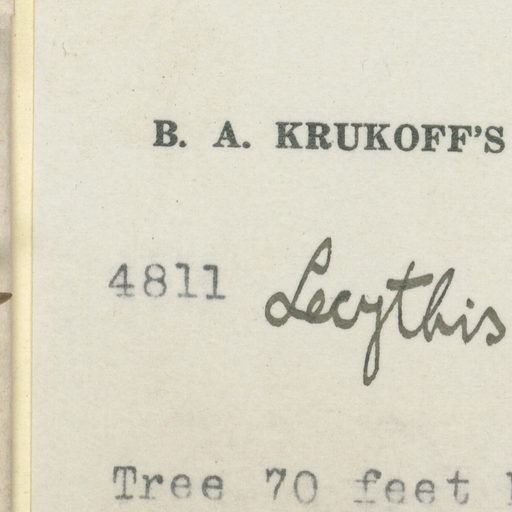 B. A. KRUKOFF'S
4811 Lecythis
Tree 70 feet